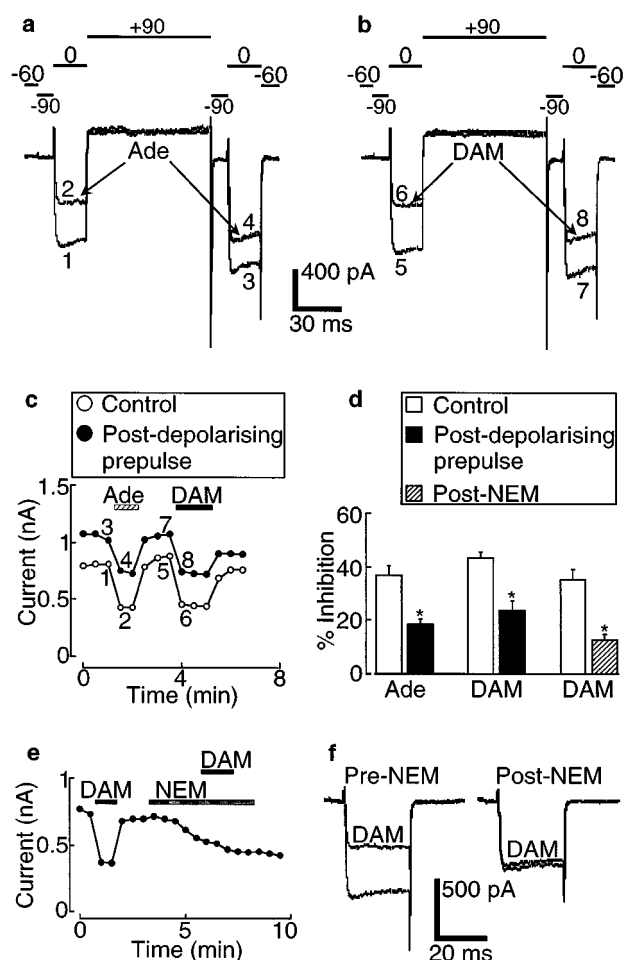 a
+90
0
0
-60
-60
-90
-90
Ade
2
1
4
3
b
+90
0
0
-60
-60
-90
-90
DAM
6
5
8
7
400 pA
30 ms
c
Control
Post-depolarising
prepulse
1.5
1
0.5
0
Current (nA)
Ade
DAM
3
1
4
2
7
5
8
6
0
4
8
Time (min)
d
Control
Post-depolarising
prepulse
Post-NEM
60
40
20
0
% Inhibition
*
*
*
Ade
DAM
DAM
e
DAM
DAM
NEM
1
0.5
0
Current (nA)
0
5
10
Time (min)
f
Pre-NEM
Post-NEM
DAM
DAM
500 pA
20 ms